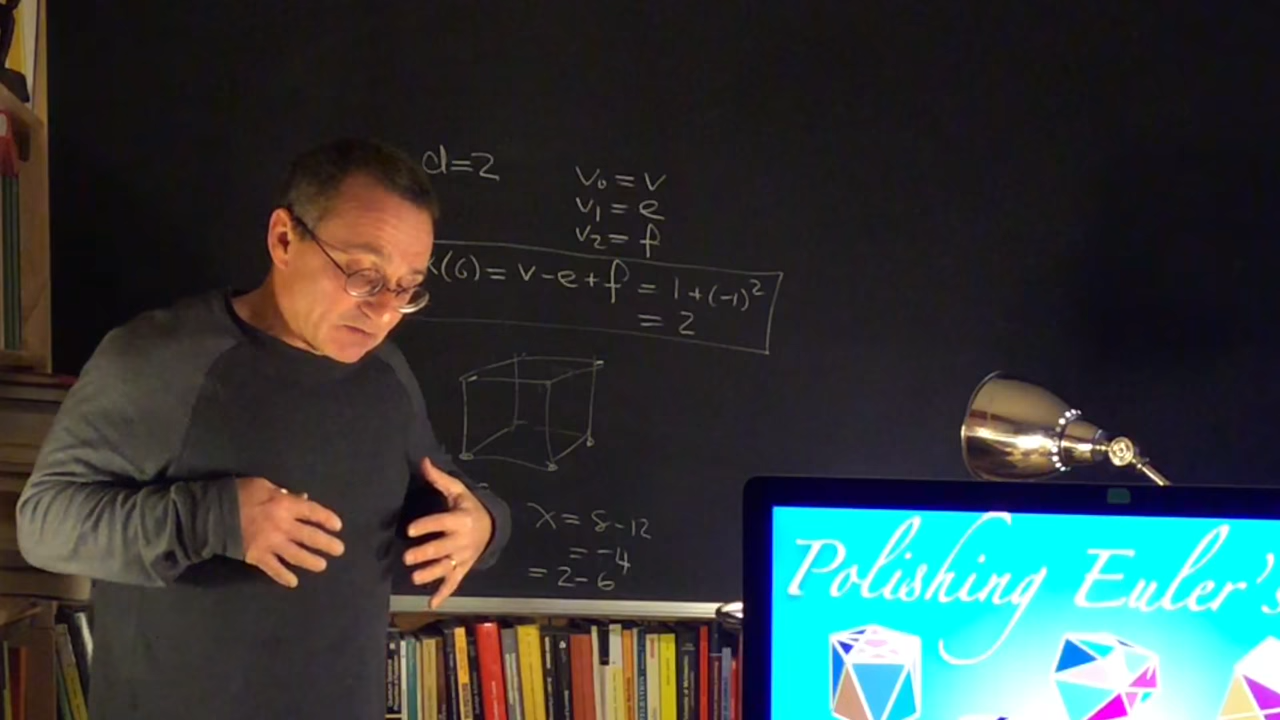 d=2
v₀ = v
v₁ = e
v₂ = f
χ(G) = v-e+f = 1+(-1)²
= 2
χ = 8-12
= -4
= 2-6
Polishing Euler's